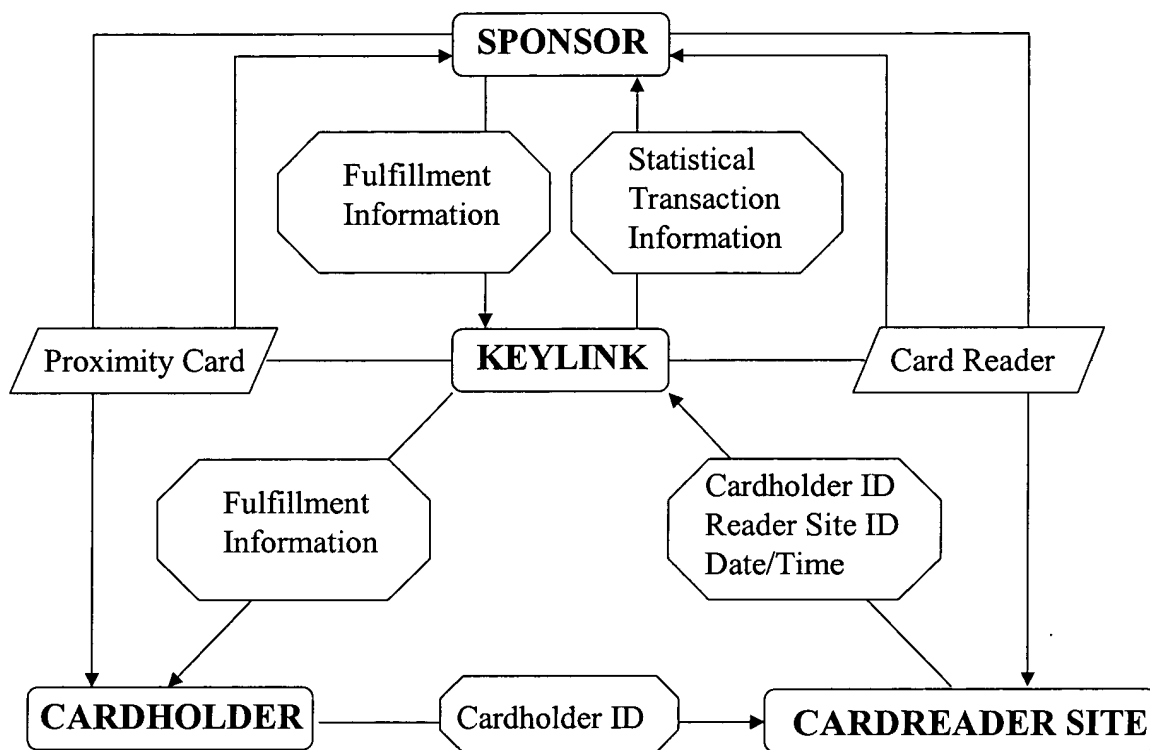 SPONSOR
Fulfillment
Information
Statistical
Transaction
Information
Proximity Card
KEYLINK
Card Reader
Fulfillment
Information
Cardholder ID
Reader Site ID
Date/Time
CARDHOLDER
Cardholder ID
CARDREADER SITE